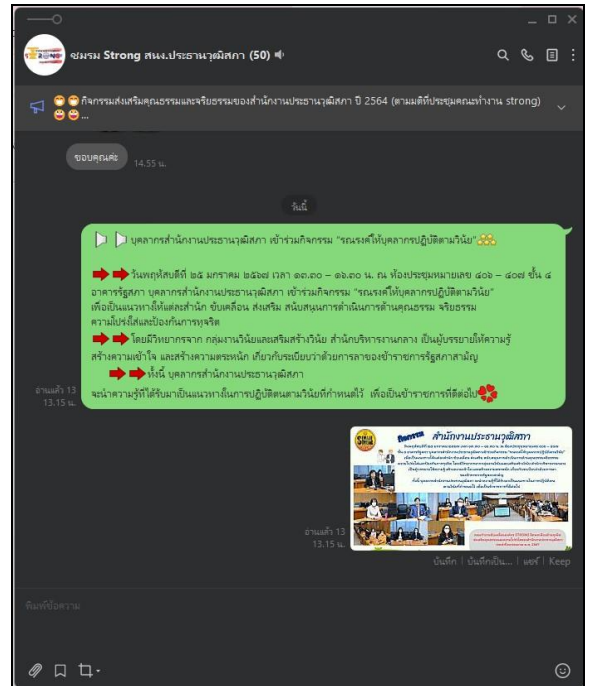 ชมรม Strong สนง.ประธานวุฒิสภา (50)
กิจกรรมส่งเสริมคุณธรรมและจริยธรรมของสำนักงานประธานวุฒิสภา ปี 2564 (ตามมติที่ประชุมคณะทำงาน strong)
...
ขอบคุณค่ะ
14.55 น.
วันนี้
บุคลากรสำนักงานประธานวุฒิสภา เข้าร่วมกิจกรรม "รณรงค์ให้บุคลากรปฏิบัติตามวินัย"
วันพฤหัสบดีที่ ๒๕ มกราคม ๒๕๖๗ เวลา ๑๓.๓๐ – ๑๖.๓๐ น. ณ ห้องประชุมหมายเลข ๔๐๖ – ๔๐๗ ชั้น ๔
อาคารรัฐสภา บุคลากรสำนักงานประธานวุฒิสภา เข้าร่วมกิจกรรม "รณรงค์ให้บุคลากรปฏิบัติตามวินัย"
เพื่อเป็นแนวทางให้แต่ละสำนัก ขับเคลื่อน ส่งเสริม สนับสนุนการดำเนินการด้านคุณธรรม จริยธรรม
ความโปร่งใสและป้องกันการทุจริต
โดยมีวิทยากรจาก กลุ่มงานวินัยและเสริมสร้างวินัย สำนักบริหารงานกลาง เป็นผู้บรรยายให้ความรู้
สร้างความเข้าใจ และสร้างความตระหนัก เกี่ยวกับระเบียบว่าด้วยการลาของข้าราชการรัฐสภาสามัญ
ทั้งนี้ บุคลากรสำนักงานประธานวุฒิสภา
จะนำความรู้ที่ได้รับมาเป็นแนวทางในการปฏิบัติตนตามวินัยที่กำหนดไว้ เพื่อเป็นข้าราชการที่ดีต่อไป
อ่านแล้ว 13
13.15 น.
กิจกรรม สำนักงานประธานวุฒิสภา
อ่านแล้ว 13
13.15 น.
บันทึก | บันทึกเป็น... | แชร์ | Keep
พิมพ์ข้อความ